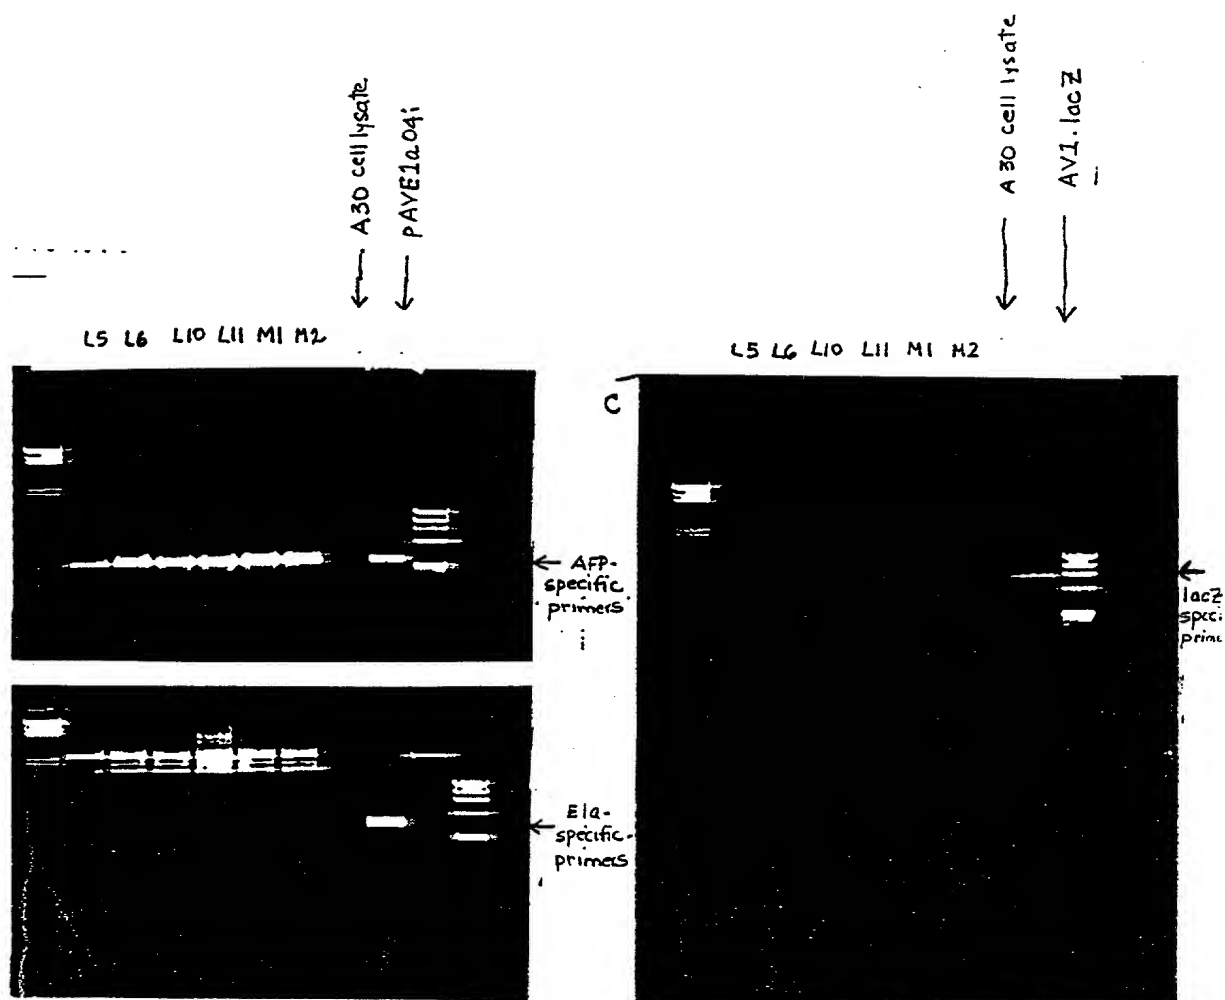 A30 cell lysate
pAVE1a04i
L5 L6 L10 L11 M1 M2
AFP-
specific
primers
E1a-
specific-
primers
A30 cell lysate
AV1.lacZ
L5 L6 L10 L11 M1 M2
C
lacZ